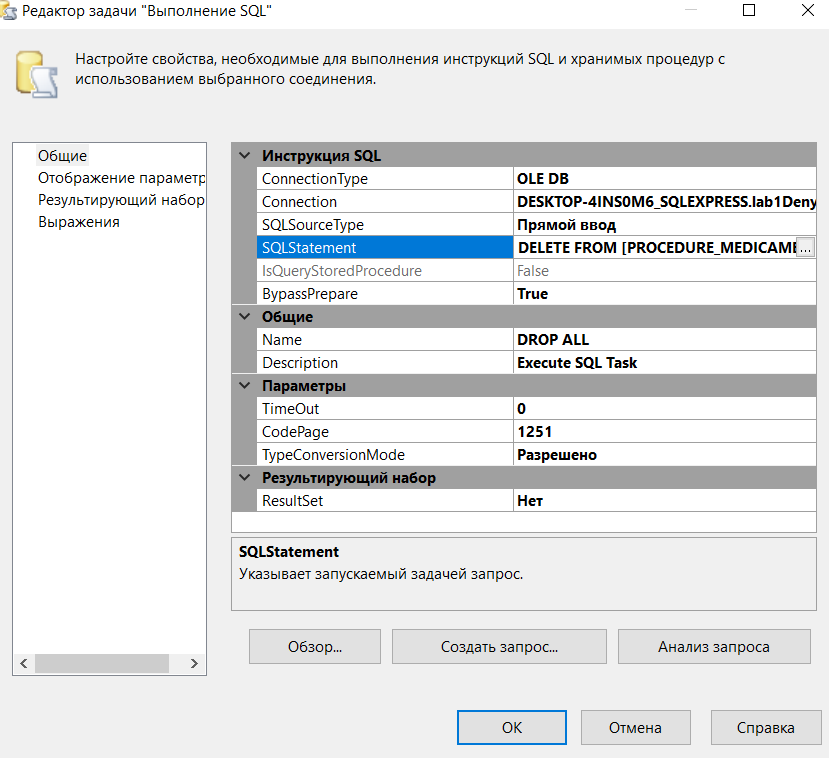 Редактор задачи "Выполнение SQL"
Настройте свойства, необходимые для выполнения инструкций SQL и хранимых процедур с
использованием выбранного соединения.
Общие
Отображение параметр
Результирующий набор
Выражения
Инструкция SQL
ConnectionType OLE DB
Connection DESKTOP-4INS0M6_SQLEXPRESS.lab1Deny
SQLSourceType Прямой ввод
SQLStatement DELETE FROM [PROCEDURE_MEDICAME ...
IsQueryStoredProcedure False
BypassPrepare True
Общие
Name DROP ALL
Description Execute SQL Task
Параметры
TimeOut 0
CodePage 1251
TypeConversionMode Разрешено
Результирующий набор
ResultSet Нет
SQLStatement
Указывает запускаемый задачей запрос.
Обзор... Создать запрос... Анализ запроса
ОК Отмена Справка